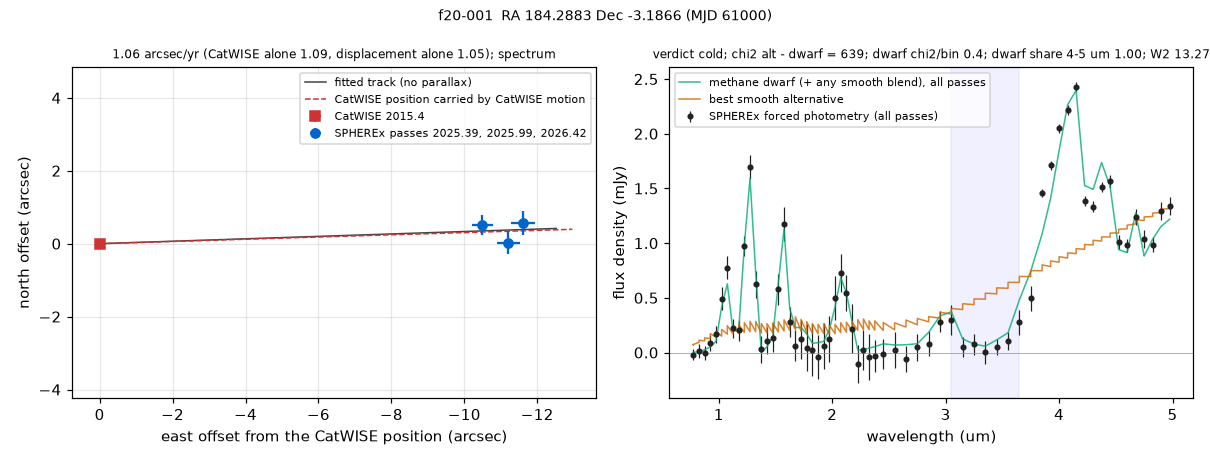 f20-001  RA 184.2883 Dec -3.1866 (MJD 61000)
1.06 arcsec/yr (CatWISE alone 1.09, displacement alone 1.05); spectrum
north offset (arcsec)
4
2
0
−2
−4
fitted track (no parallax)
CatWISE position carried by CatWISE motion
CatWISE 2015.4
SPHEREx passes 2025.39, 2025.99, 2026.42
0 −2 −4 −6 −8 −10 −12
east offset from the CatWISE position (arcsec)
verdict cold; chi2 alt - dwarf = 639; dwarf chi2/bin 0.4; dwarf share 4-5 um 1.00; W2 13.27
flux density (mJy)
2.5
2.0
1.5
1.0
0.5
0.0
methane dwarf (+ any smooth blend), all passes
best smooth alternative
SPHEREx forced photometry (all passes)
1 2 3 4 5
wavelength (um)